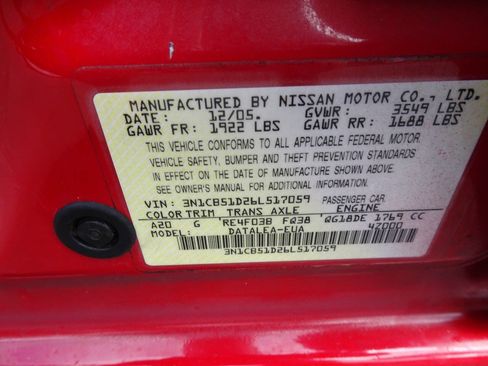 MANUFACTURED BY NISSAN MOTOR CO., LTD.
DATE: 12/05. GVWR: 3549 LBS
GAWR FR: 1922 LBS GAWR RR: 1688 LBS
THIS VEHICLE CONFORMS TO ALL APPLICABLE FEDERAL MOTOR
VEHICLE SAFETY, BUMPER AND THEFT PREVENTION STANDARDS
IN EFFECT ON THE DATE OF MANUFACTURE SHOWN ABOVE.
SEE OWNER'S MANUAL FOR ADDITIONAL INFORMATION.
VIN: 3N1CB51D26L517059 PASSENGER CAR
COLOR TRIM TRANS AXLE ENGINE
A20 G RE4F03B FQ38 QG18DE 1769 CC
MODEL: DATALEA-EUA 4Z000
3N1CB51D26L517059